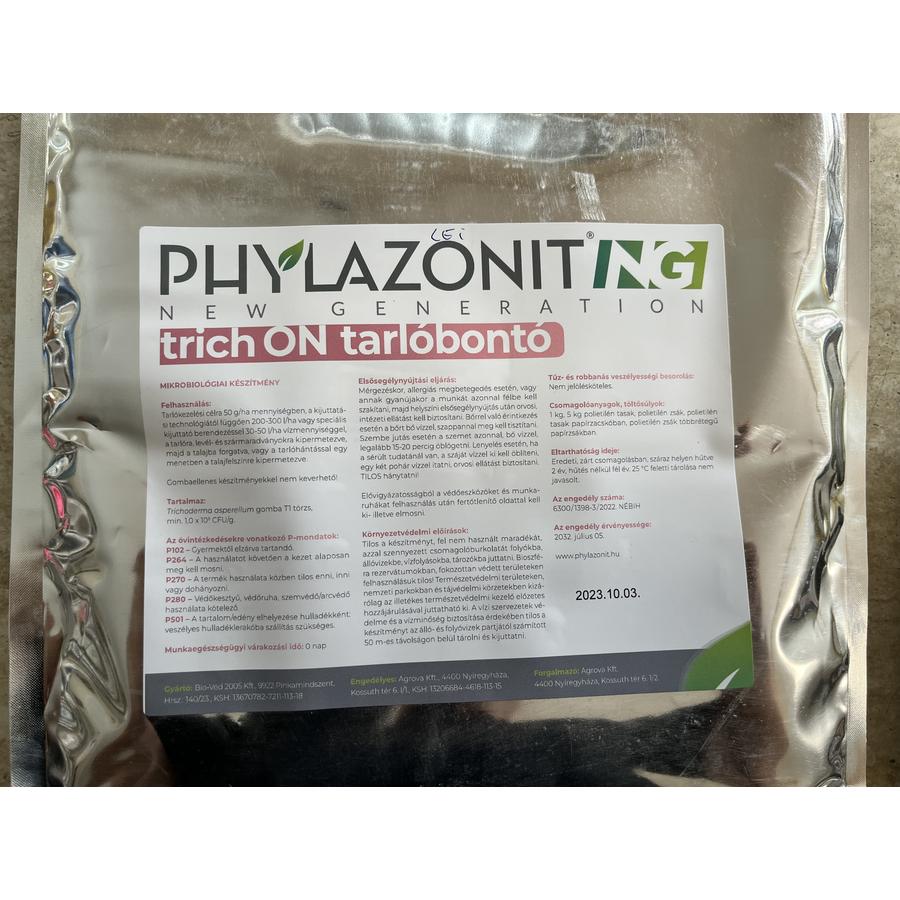 LEi
PHYLAZONIT® NG
NEW GENERATION
trich ON tarlóbontó
MIKROBIOLÓGIAI KÉSZÍTMÉNY
Felhasználás:
Tarlókezelési célra 50 g/ha mennyiségben, a kijuttatá-
si technológiától függően 200-300 l/ha vagy speciális
kijuttató berendezéssel 30-50 l/ha vízmennyiséggel,
a tarlóra, levél- és szármaradványokra kipermetezve,
majd a talajba forgatva, vagy a tarlóhántással egy
menetben a talajfelszínre kipermetezve.
Gombaellenes készítményekkel nem keverhető!
Tartalmaz:
Trichoderma asperellum gomba T1 törzs,
min. 1,0 x 10⁹ CFU/g.
Az óvintézkedésekre vonatkozó P-mondatok:
P102 – Gyermektől elzárva tartandó.
P264 – A használatot követően a kezet alaposan
meg kell mosni.
P270 – A termék használata közben tilos enni, inni
vagy dohányozni.
P280 – Védőkesztyű, védőruha, szemvédő/arcvédő
használata kötelező.
P501 – A tartalom/edény elhelyezése hulladékként:
veszélyes hulladéklerakóba szállítás szükséges.
Munkaegészségügyi várakozási idő: 0 nap
Elsősegélynyújtási eljárás:
Mérgezéskor, allergiás megbetegedés esetén, vagy
annak gyanújakor a munkát azonnal félbe kell
szakítani, majd helyszíni elsősegélynyújtás után orvosi,
intézeti ellátást kell biztosítani. Bőrrel való érintkezés
esetén a bőrt bő vízzel, szappannal meg kell tisztítani.
Szembe jutás esetén a szemet azonnal, bő vízzel,
legalább 15-20 percig öblögetni. Lenyelés esetén, ha
a sérült tudatánál van, a száját vízzel ki kell öblíteni,
egy két pohár vizzel itatni, orvosi ellátást biztosítani.
TILOS hánytatni!
Elővigyázatosságból a védőeszközöket és munka-
ruhákat felhasználás után fertőtlenítő oldattal kell
ki- illetve elmosni.
Környezetvédelmi előírások:
Tilos a készítményt, fel nem használt maradékát,
azzal szennyezett csomagolóburkolatát folyókba,
állóvizekbe, vízfolyásokba, tározókba juttatni. Bioszfé-
ra rezervátumokban, fokozottan védett területeken
felhasználásuk tilos! Természetvédelmi területeken,
nemzeti parkokban és tájvédelmi körzetekben kizá-
rólag az illetékes természetvédelmi kezelő előzetes
hozzájárulásával juttatható ki. A vízi szervezetek vé-
delme és a vízminőség biztosítása érdekében tilos a
készítményt az álló- és folyóvizek partjától számított
50 m-es távolságon belül tárolni és kijuttatni.
Tűz- és robbanás veszélyességi besorolás:
Nem jelölésköteles.
Csomagolóanyagok, töltősúlyok:
1 kg, 5 kg polietilén tasak, polietilén zsák, polietilén
tasak papírzacskóban, polietilén zsák többrétegű
papírzsákban.
Eltarthatóság ideje:
Eredeti, zárt csomagolásban, száraz helyen hűtve
2 év, hűtés nélkül fél év. 25 °C feletti tárolása nem
javasolt.
Az engedély száma:
6300/1398-3/2022. NÉBIH
Az engedély érvényessége:
2032. július 05.
www.phylazonit.hu
2023.10.03.
Gyártó: Bio-Véd 2005 Kft., 9922 Pinkamindszent,
Hrsz.: 140/23., KSH: 13670782-7211-113-18
Engedélyes: Agrova Kft., 4400 Nyíregyháza,
Kossuth tér 6. I/1., KSH: 13206684-4618-113-15
Forgalmazó: Agrova Kft.
4400 Nyíregyháza, Kossuth tér 6. 1/2.